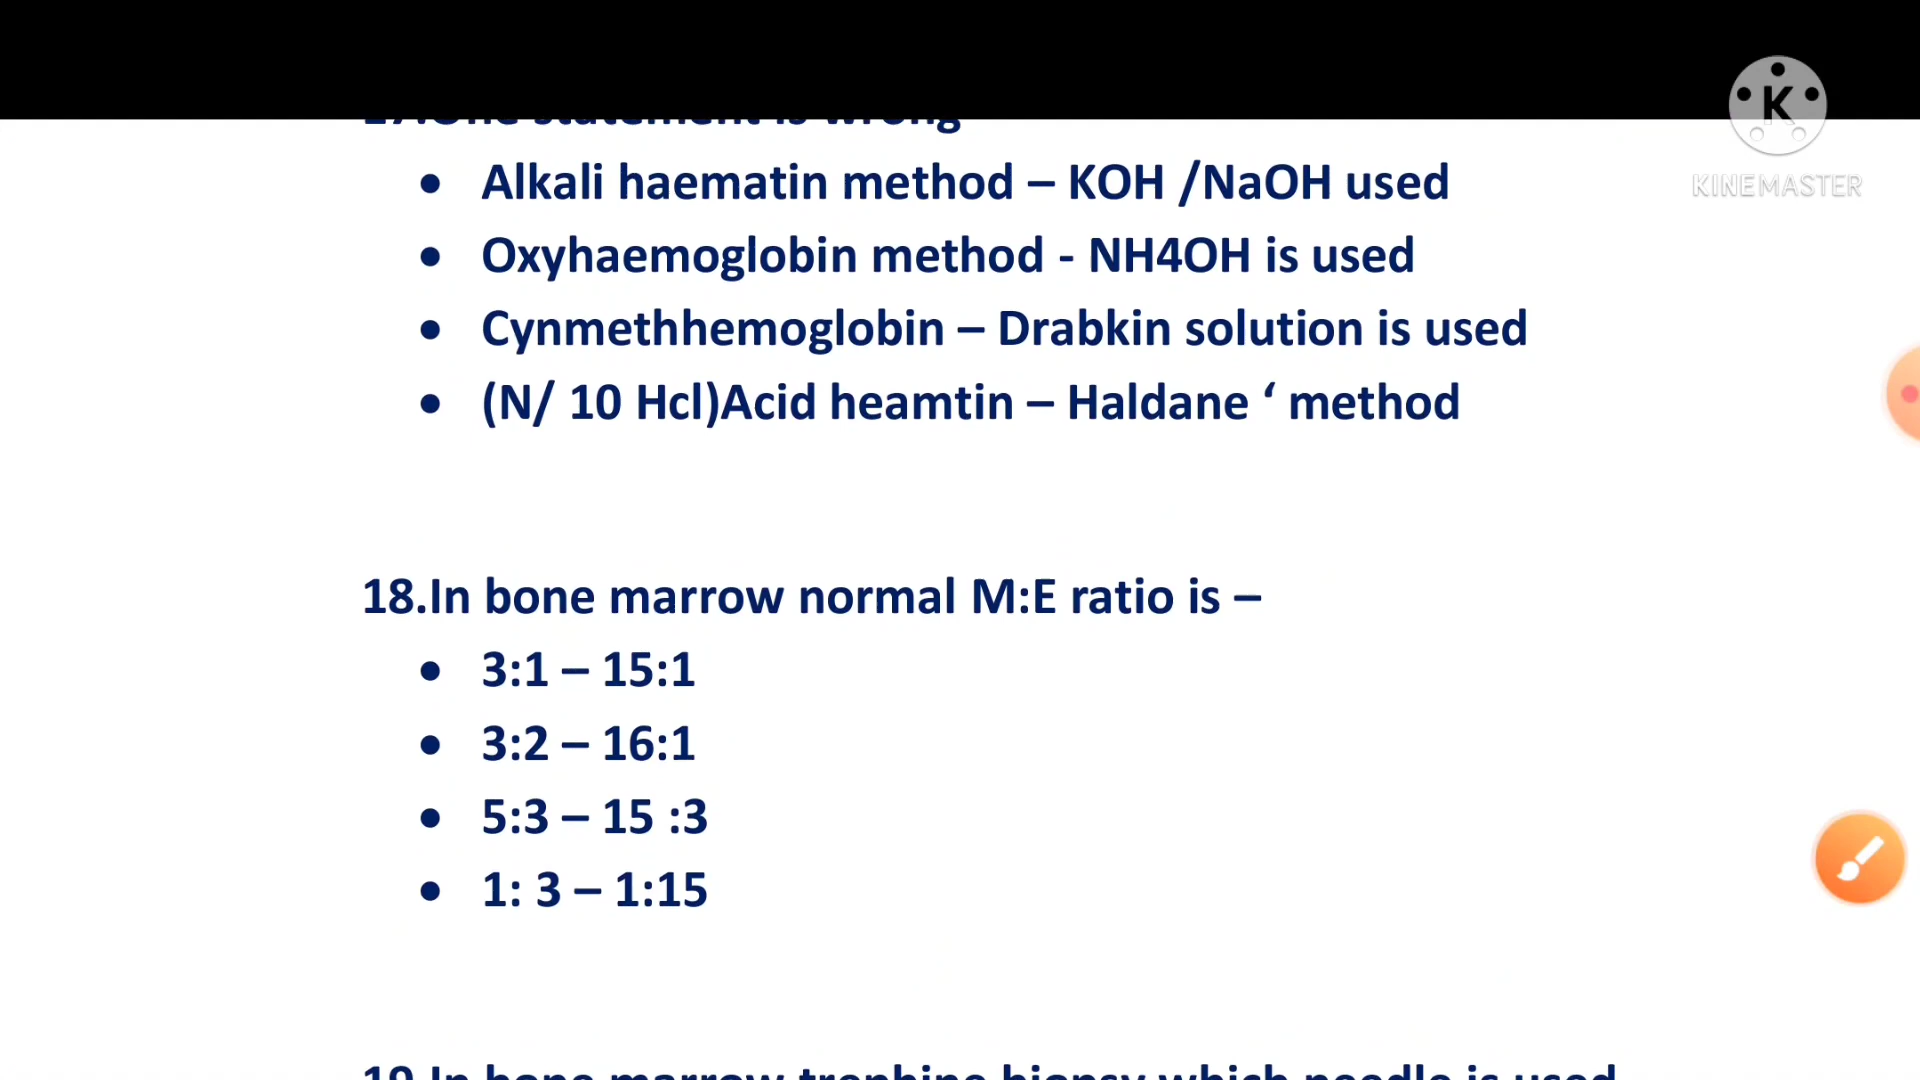 K
KINEMASTER
17.One statement is wrong
• Alkali haematin method – KOH /NaOH used
• Oxyhaemoglobin method - NH4OH is used
• Cynmethhemoglobin – Drabkin solution is used
• (N/ 10 Hcl)Acid heamtin – Haldane ‘ method
18.In bone marrow normal M:E ratio is –
• 3:1 – 15:1
• 3:2 – 16:1
• 5:3 – 15 :3
• 1: 3 – 1:15
19.In bone marrow trephine biopsy which needle is used